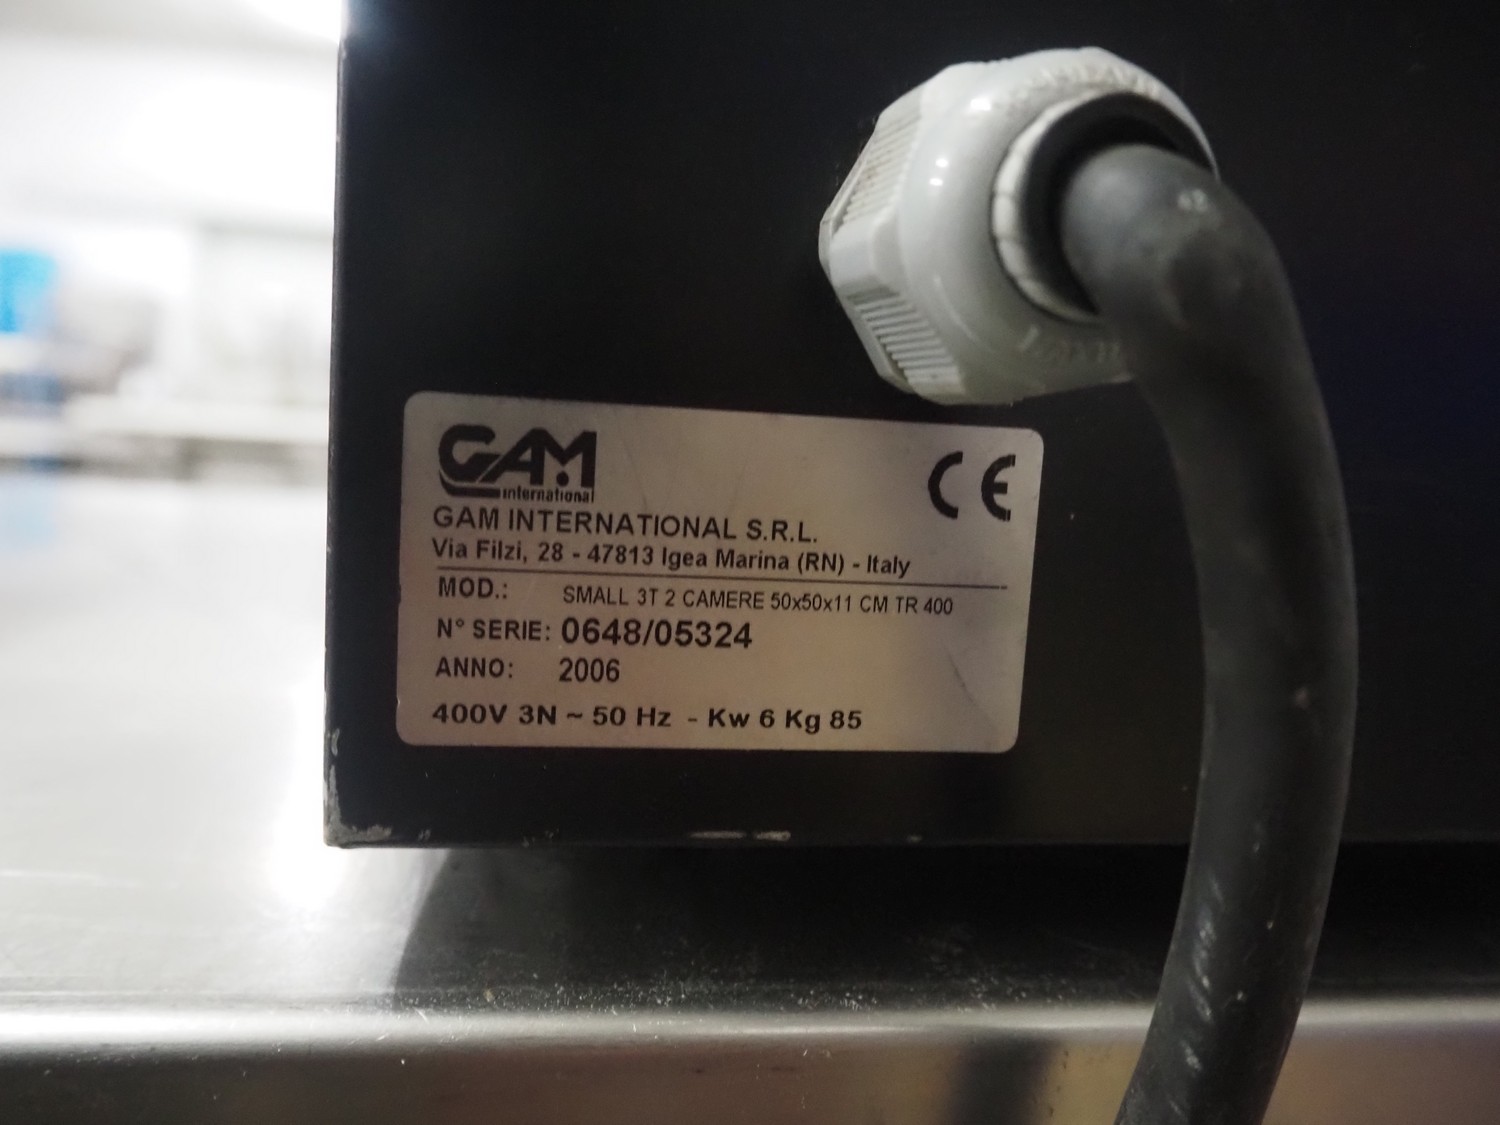 GAM
international
CE
GAM INTERNATIONAL S.R.L.
Via Filzi, 28 - 47813 Igea Marina (RN) - Italy
MOD.: SMALL 3T 2 CAMERE 50x50x11 CM TR 400
N° SERIE: 0648/05324
ANNO: 2006
400V 3N ~ 50 Hz - Kw 6 Kg 85